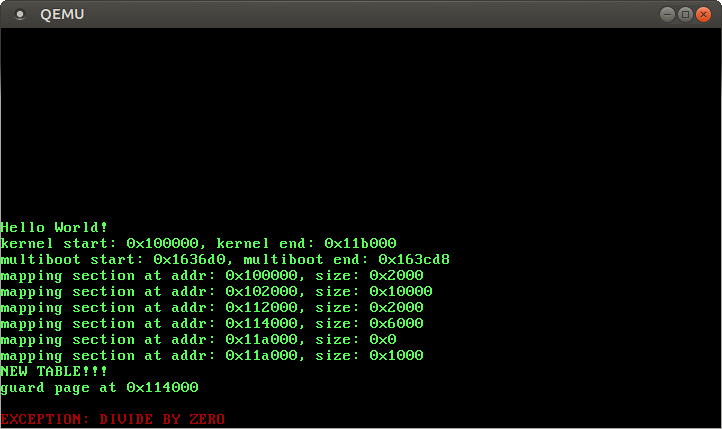 QEMU
Hello World!
kernel start: 0x100000, kernel end: 0x11b000
multiboot start: 0x1636d0, multiboot end: 0x163cd8
mapping section at addr: 0x100000, size: 0x2000
mapping section at addr: 0x102000, size: 0x10000
mapping section at addr: 0x112000, size: 0x2000
mapping section at addr: 0x114000, size: 0x6000
mapping section at addr: 0x11a000, size: 0x0
mapping section at addr: 0x11a000, size: 0x1000
NEW TABLE!!!
guard page at 0x114000
EXCEPTION: DIVIDE BY ZERO